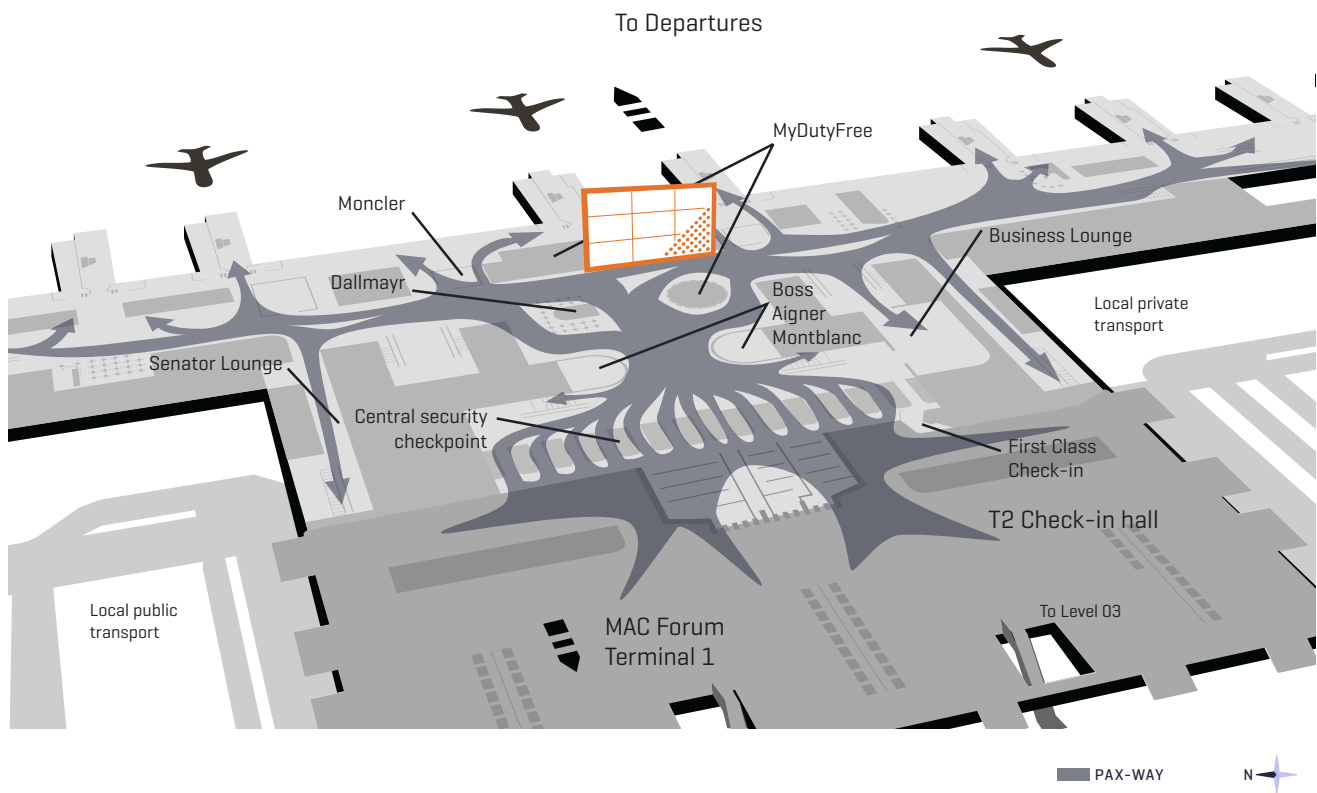 To Departures
MyDutyFree
Moncler
Business Lounge
Dallmayr
Boss
Aigner
Montblanc
Local private
transport
Senator Lounge
Central security
checkpoint
First Class
Check-in
T2 Check-in hall
Local public
transport
To Level 03
MAC Forum
Terminal 1
PAX-WAY
N